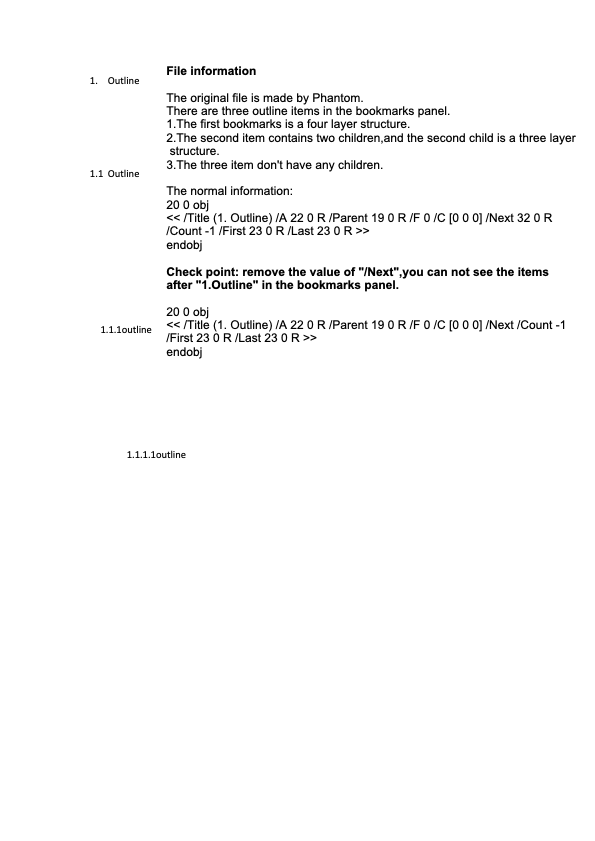 File information
1. Outline
The original file is made by Phantom.
There are three outline items in the bookmarks panel.
1.The first bookmarks is a four layer structure.
2.The second item contains two children,and the second child is a three layer
structure.
3.The three item don't have any children.
1.1 Outline
The normal information:
20 0 obj
<< /Title (1. Outline) /A 22 0 R /Parent 19 0 R /F 0 /C [0 0 0] /Next 32 0 R
/Count -1 /First 23 0 R /Last 23 0 R >>
endobj
Check point: remove the value of "/Next",you can not see the items
after "1.Outline" in the bookmarks panel.
20 0 obj
<< /Title (1. Outline) /A 22 0 R /Parent 19 0 R /F 0 /C [0 0 0] /Next /Count -1
1.1.1outline
/First 23 0 R /Last 23 0 R >>
endobj
1.1.1.1outline